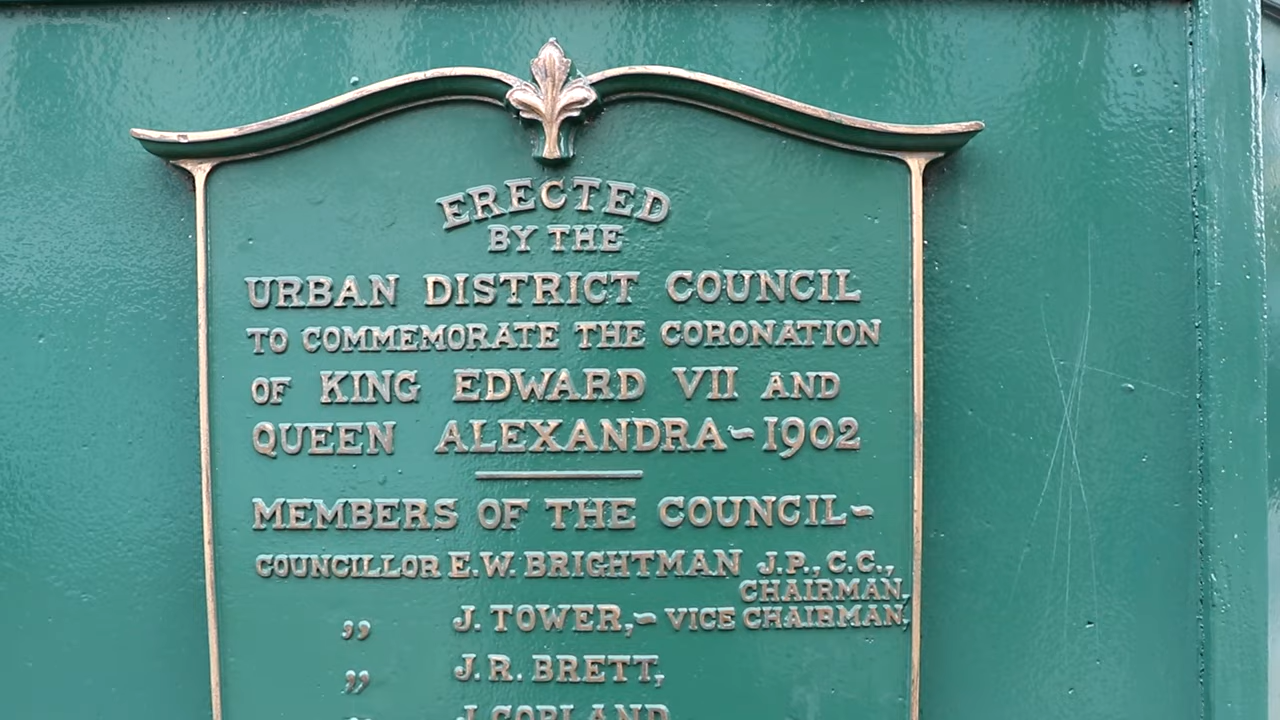 ERECTED
BY THE
URBAN DISTRICT COUNCIL
TO COMMEMORATE THE CORONATION
OF KING EDWARD VII AND
QUEEN ALEXANDRA ~ 1902
MEMBERS OF THE COUNCIL ~
COUNCILLOR E.W. BRIGHTMAN J.P., C.C.,
CHAIRMAN,
„ J. TOWER, ~ VICE CHAIRMAN,
„ J. R. BRETT,
„ J.